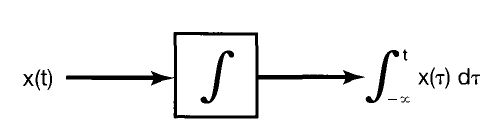 x(t) ∫ ∫_{-∞}^{t} x(τ) dτ